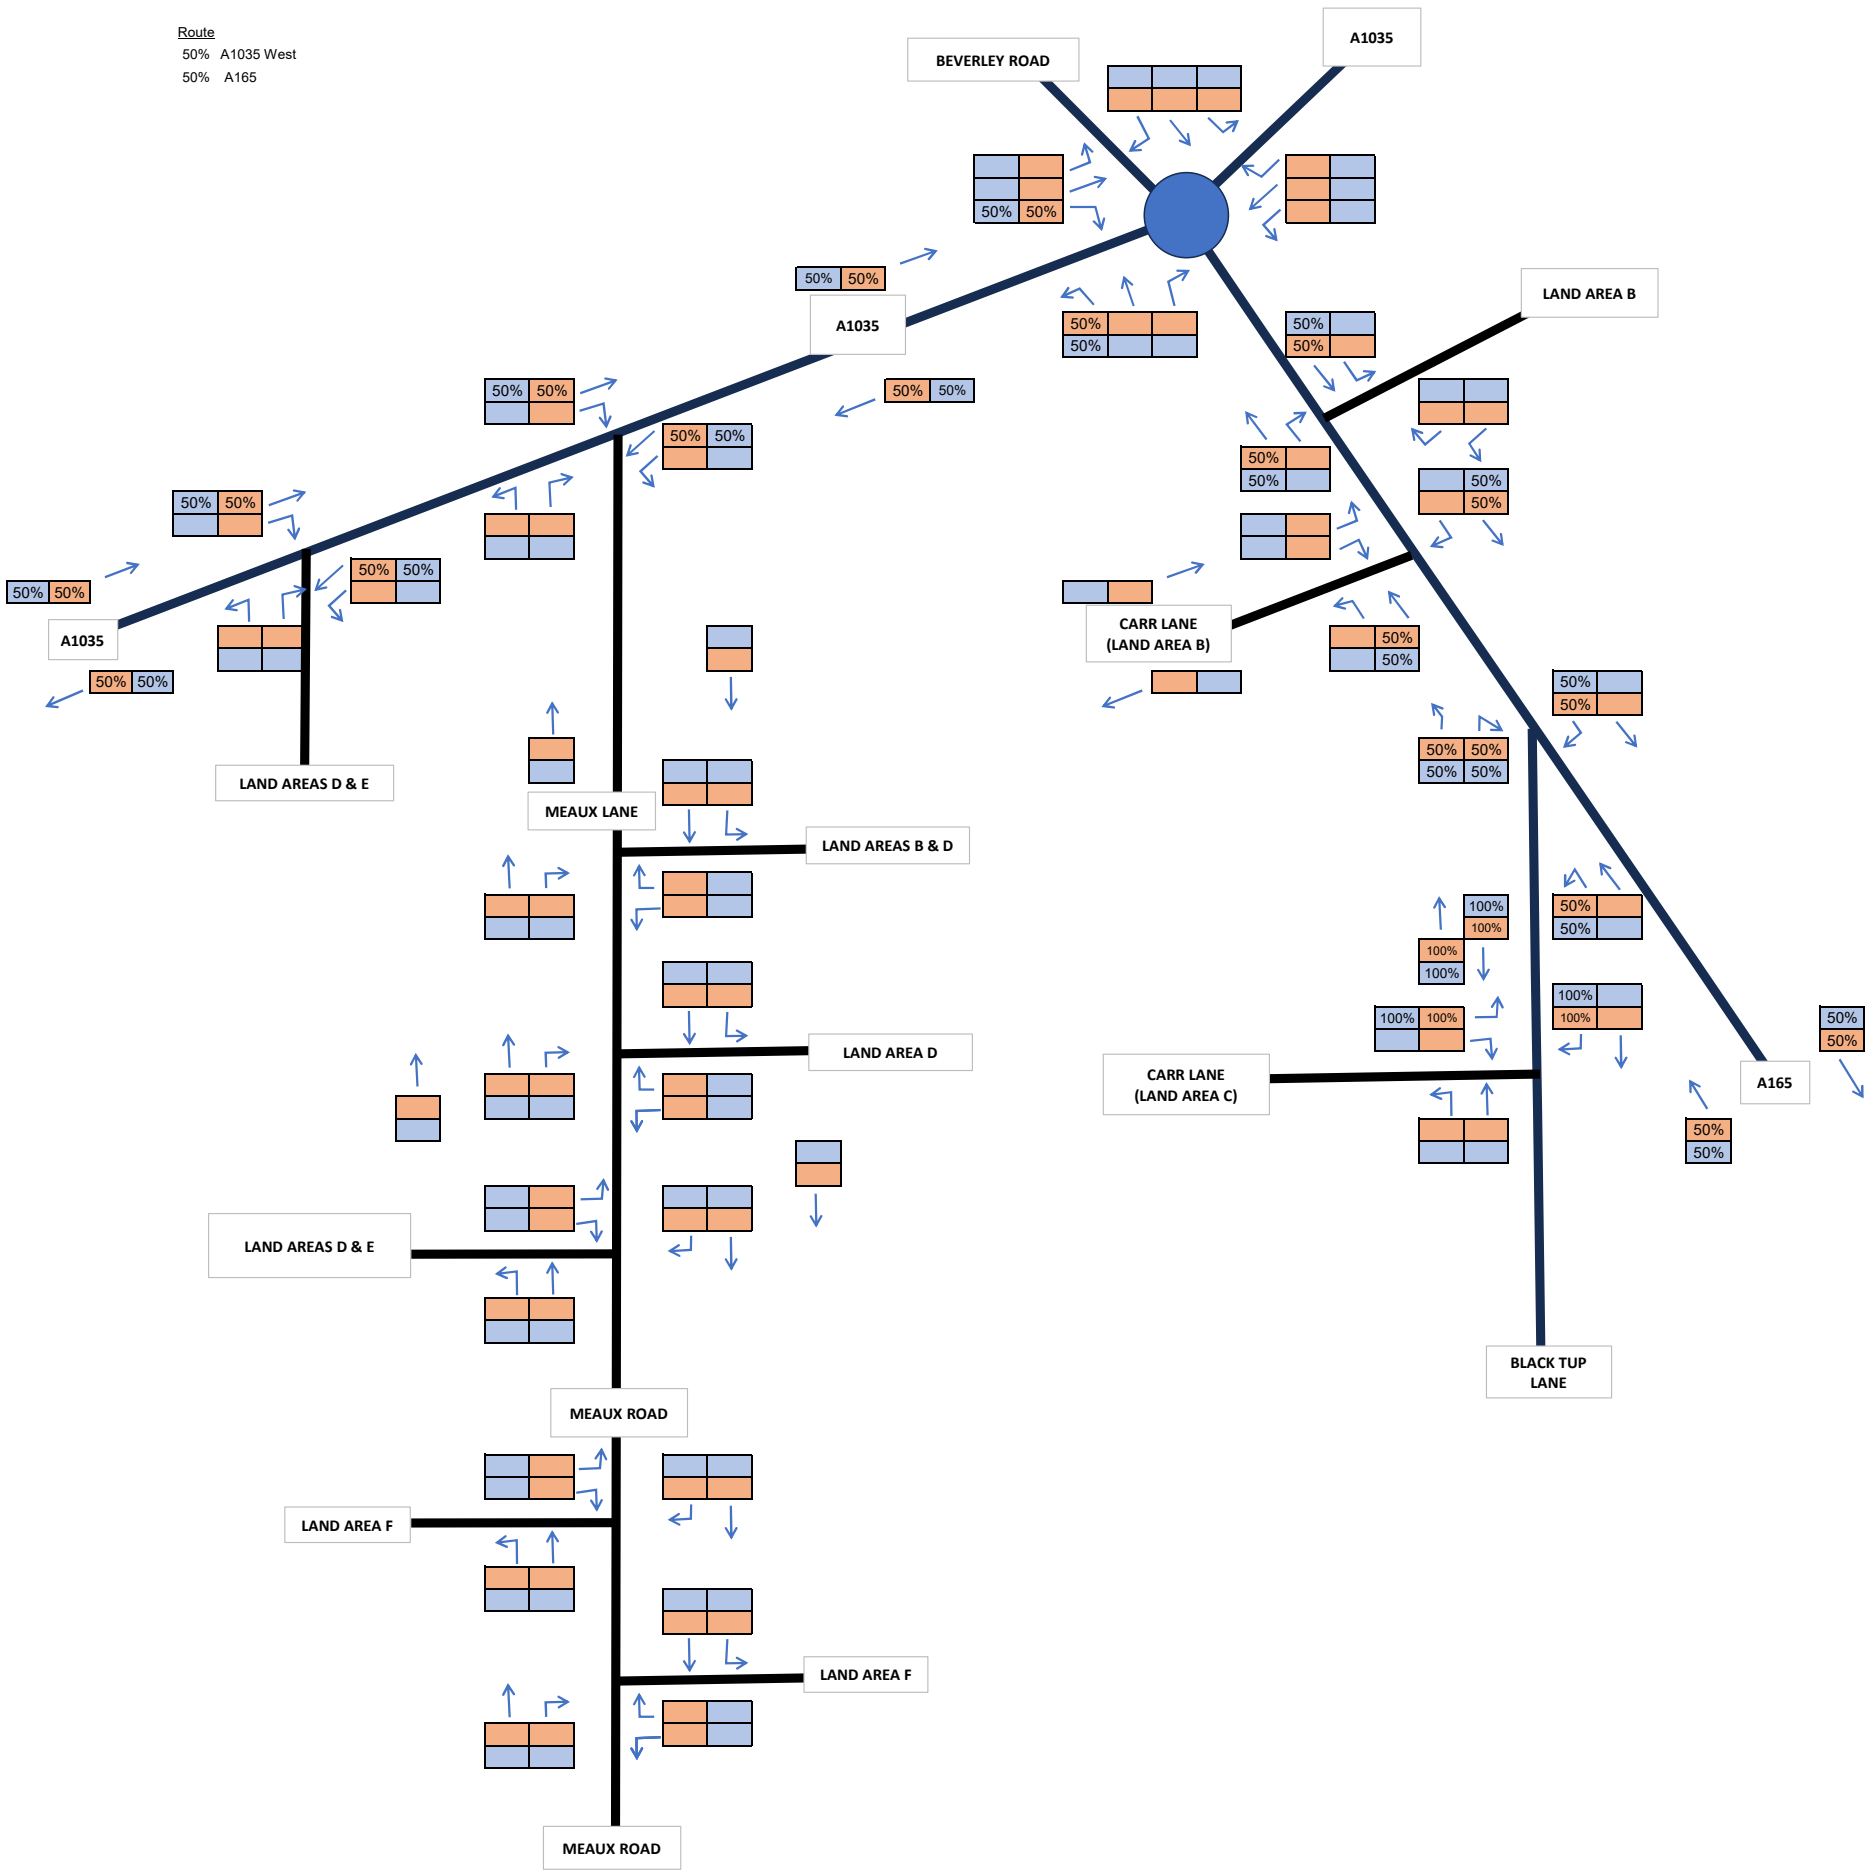 Route
50% A1035 West
50% A165
A1035
BEVERLEY ROAD
50% 50%
50% 50%
A1035
LAND AREA B
50%
50%
50%
50%
50% 50%
50% 50%
50% 50%
50%
50%
50%
50%
50% 50%
50% 50%
50% 50%
A1035
CARR LANE
(LAND AREA B)
50%
50%
50% 50%
50%
50%
50% 50%
50% 50%
LAND AREAS D & E
MEAUX LANE
LAND AREAS B & D
100%
100%
100%
100%
50%
50%
100% 100%
100%
100%
50%
50%
LAND AREA D
CARR LANE
(LAND AREA C)
A165
50%
50%
LAND AREAS D & E
BLACK TUP
LANE
MEAUX ROAD
LAND AREA F
LAND AREA F
MEAUX ROAD